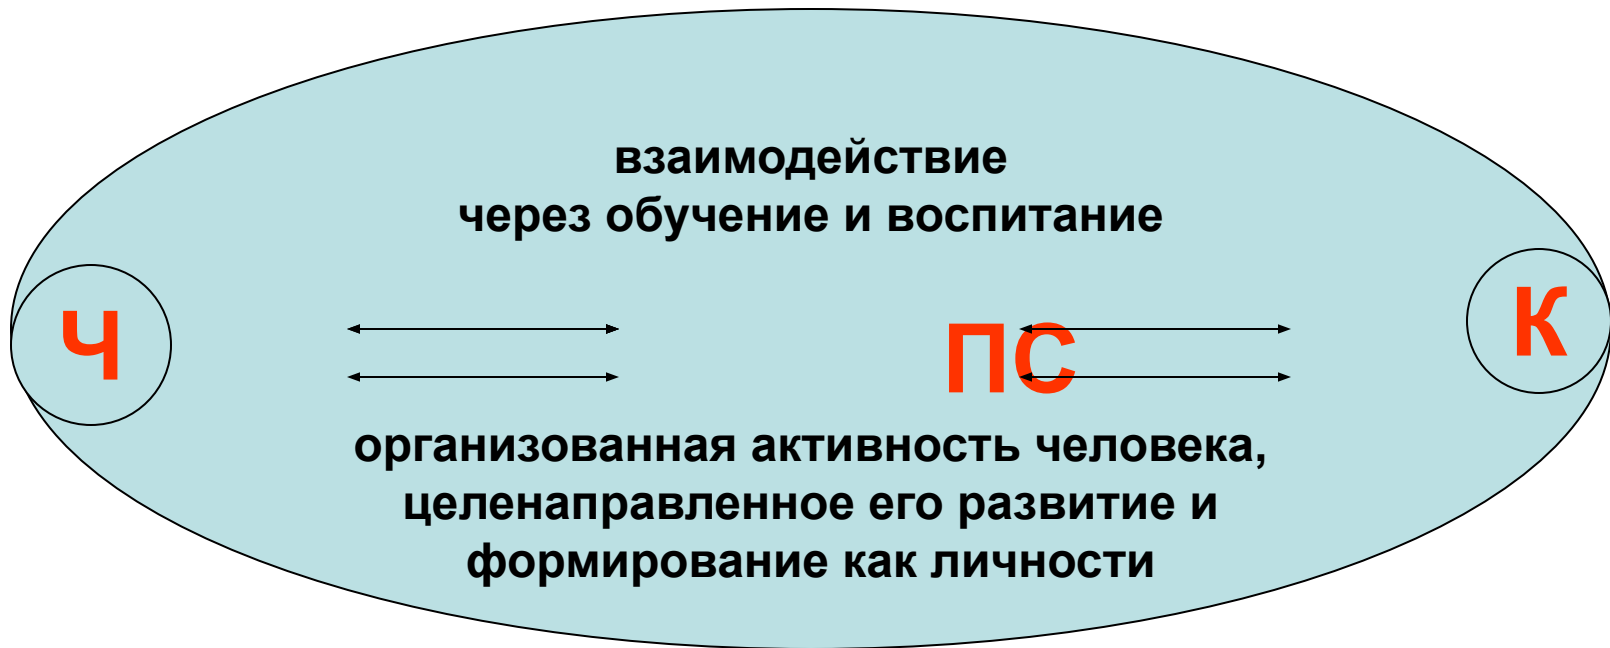 взаимодействие
через обучение и воспитание
Ч
ПС
К
организованная активность человека,
целенаправленное его развитие и
формирование как личности